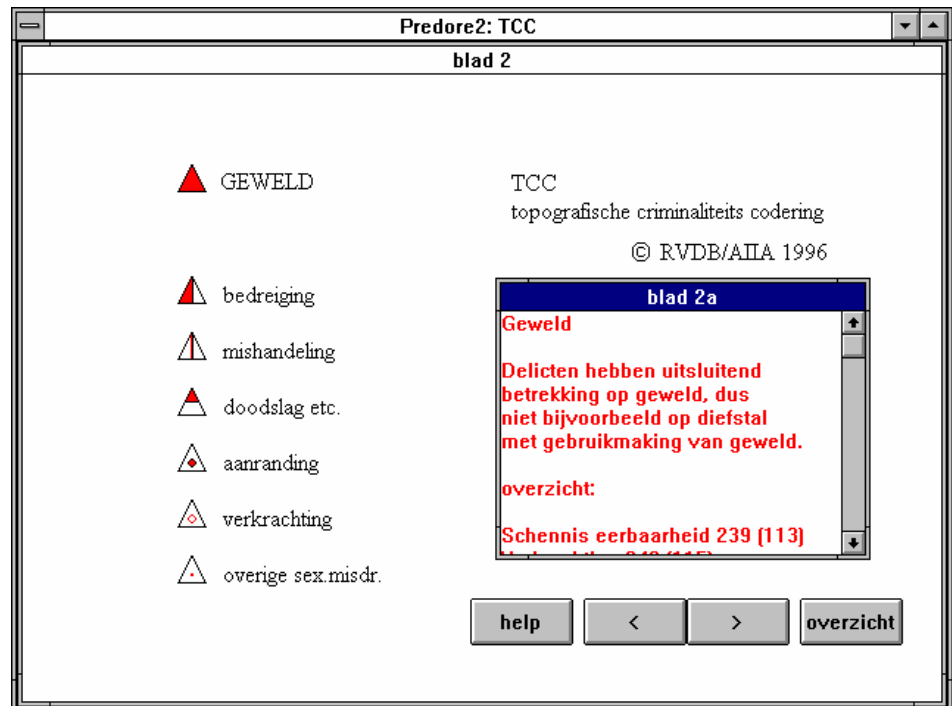 Predore2: TCC
blad 2
GEWELD
TCC
topografische criminaliteits codering
© RVDB/AIIA 1996
bedreiging
mishandeling
doodslag etc.
aanranding
verkrachting
overige sex.misdr.
blad 2a
Geweld
Delicten hebben uitsluitend
betrekking op geweld, dus
niet bijvoorbeeld op diefstal
met gebruikmaking van geweld.
overzicht:
Schennis eerbaarheid 239 (113)
help
<
>
overzicht